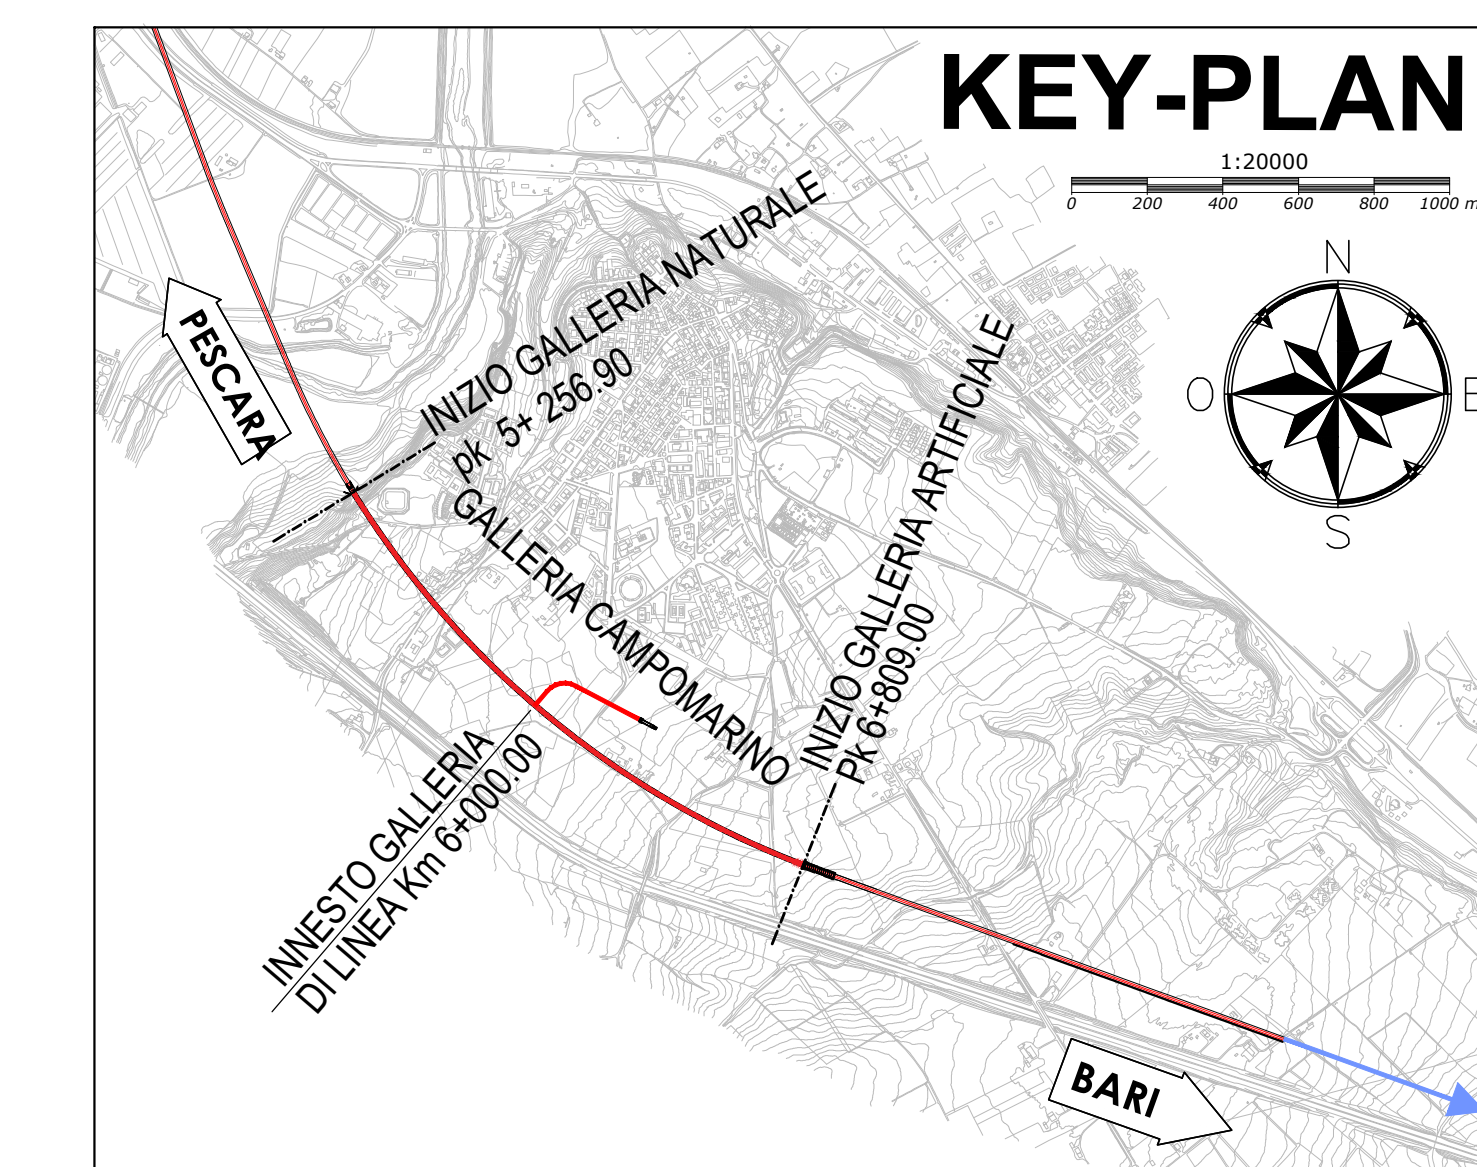 KEY-PLAN
1:20000
0 200 400 600 800 1000 m
N
O
E
S
PESCARA
INIZIO GALLERIA NATURALE
pk 5+ 256.90
GALLERIA CAMPOMARINO
INIZIO GALLERIA ARTIFICIALE
Pk 6+809.00
INNESTO GALLERIA
DI LINEA Km 6+000.00
BARI